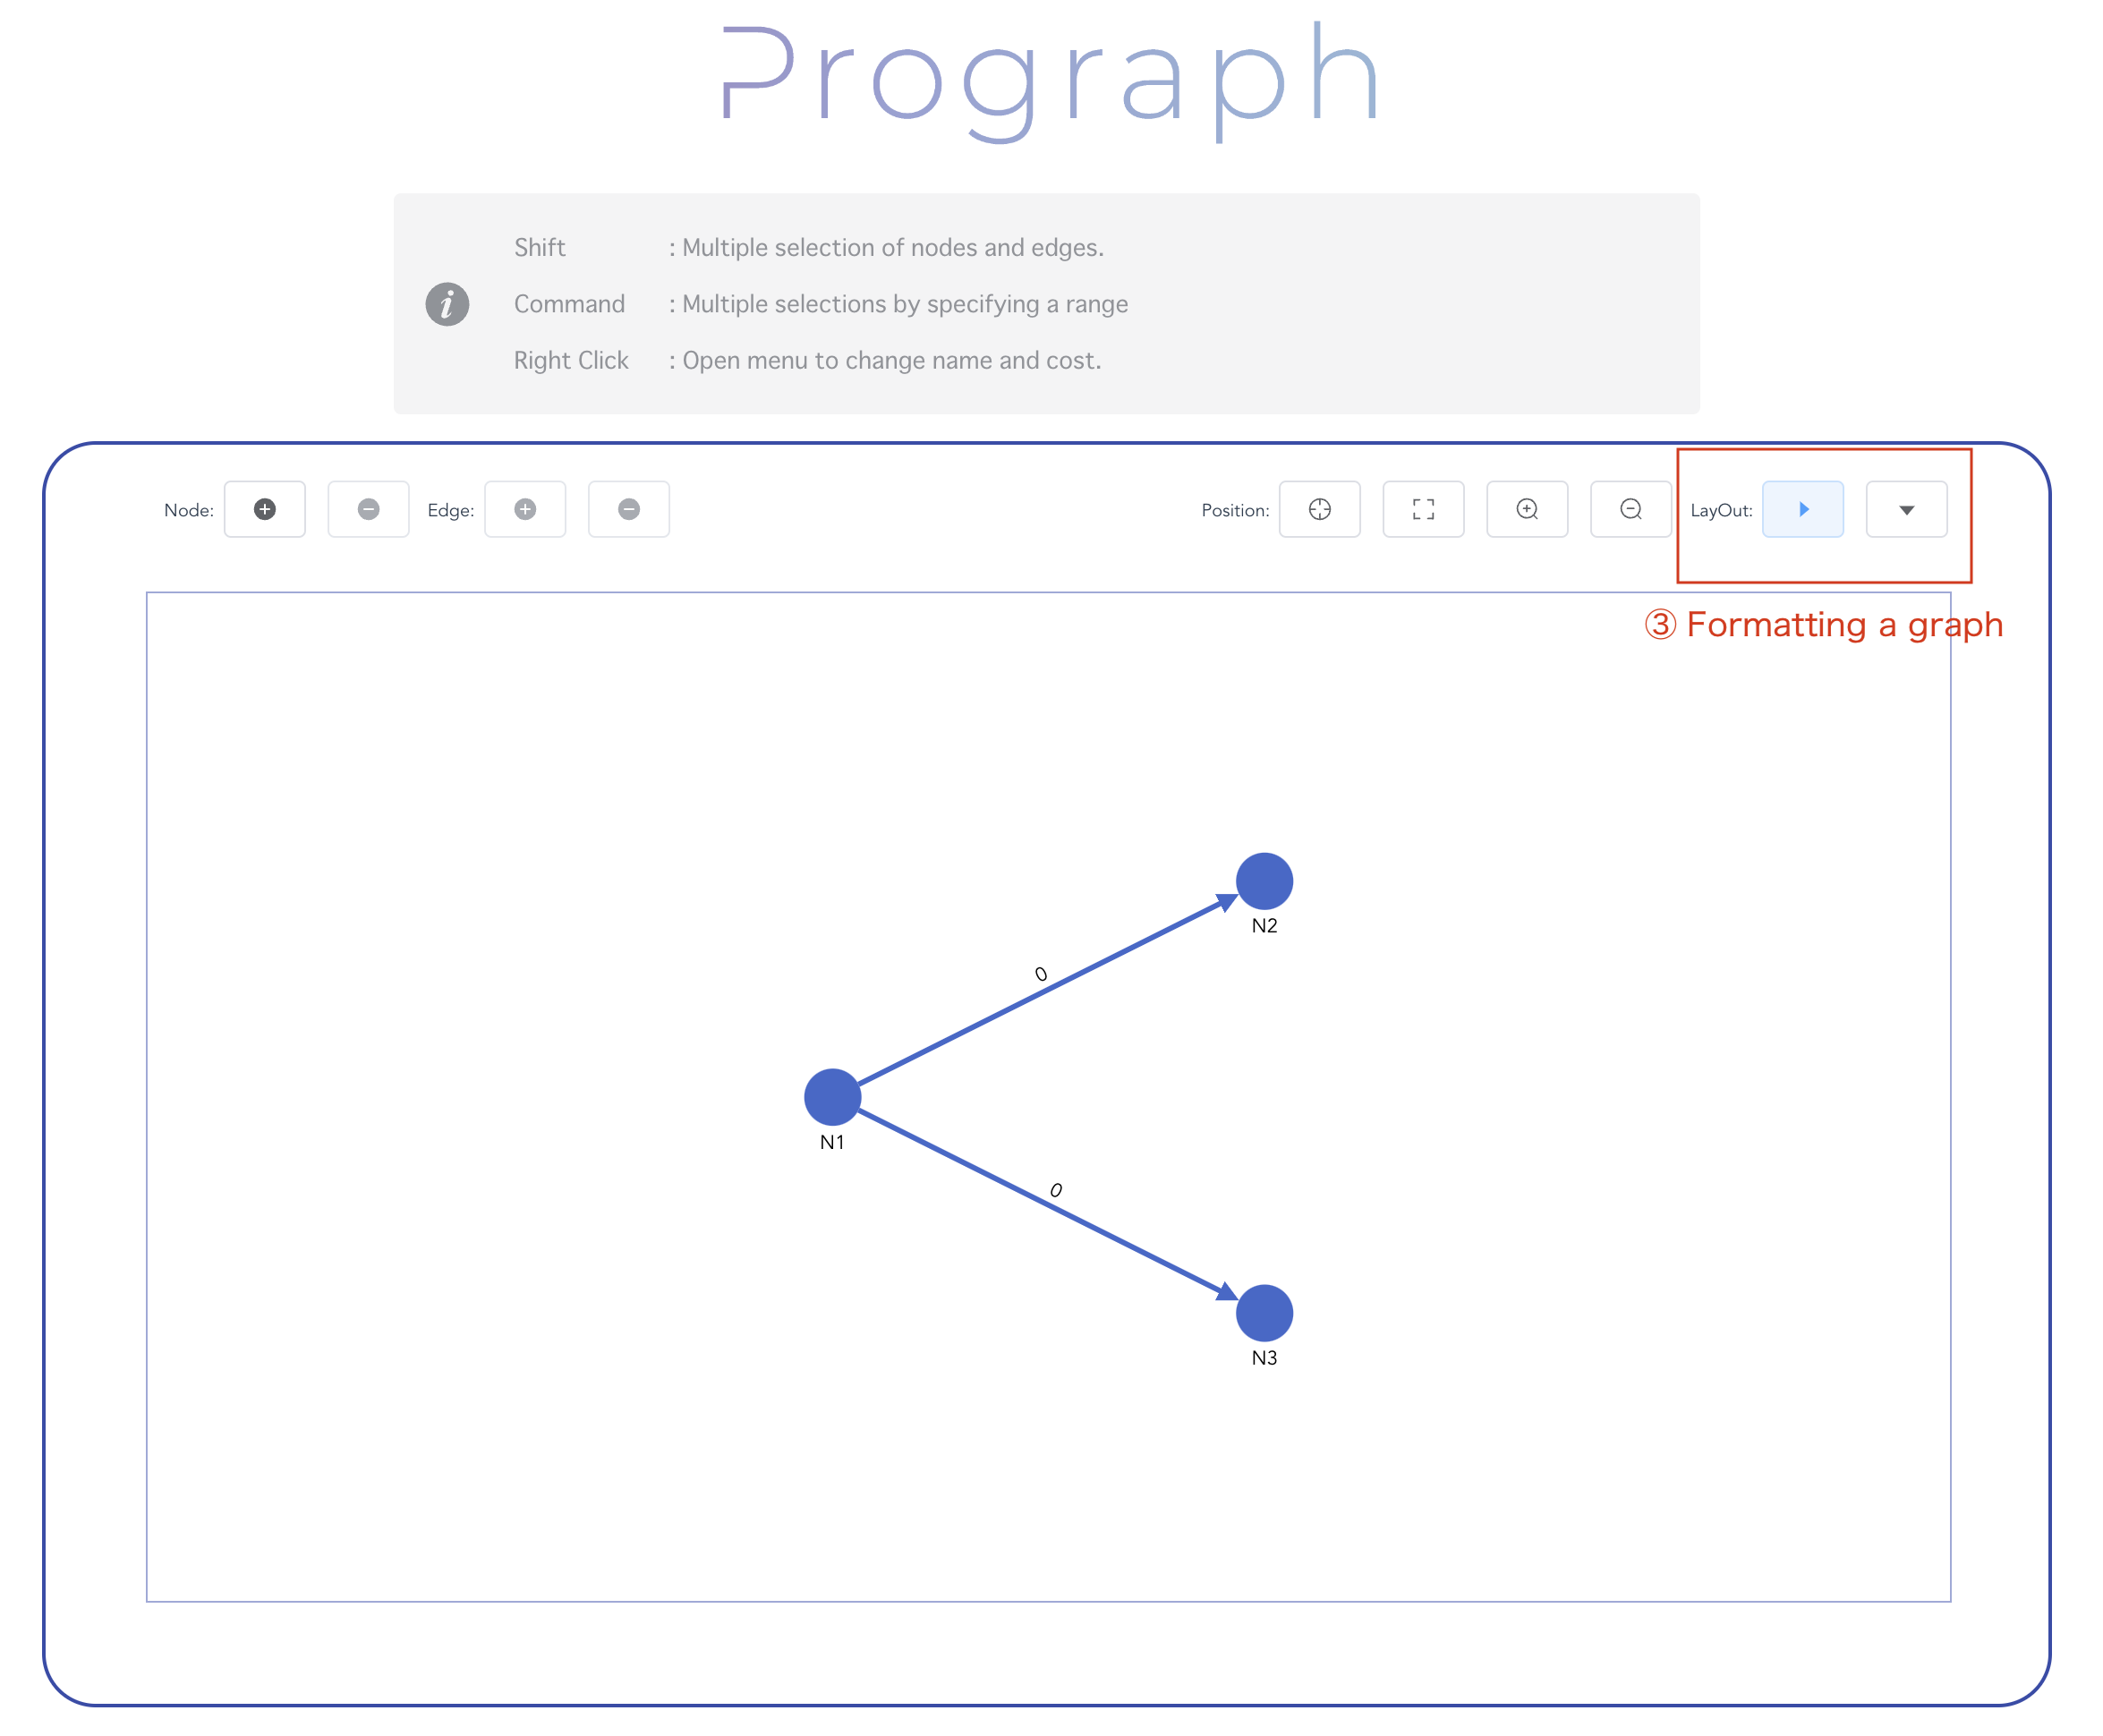 Prograph
Shift : Multiple selection of nodes and edges.
Command : Multiple selections by specifying a range
Right Click : Open menu to change name and cost.
Node: Edge: Position: LayOut:
③ Formatting a graph
N2
0
N1
0
N3